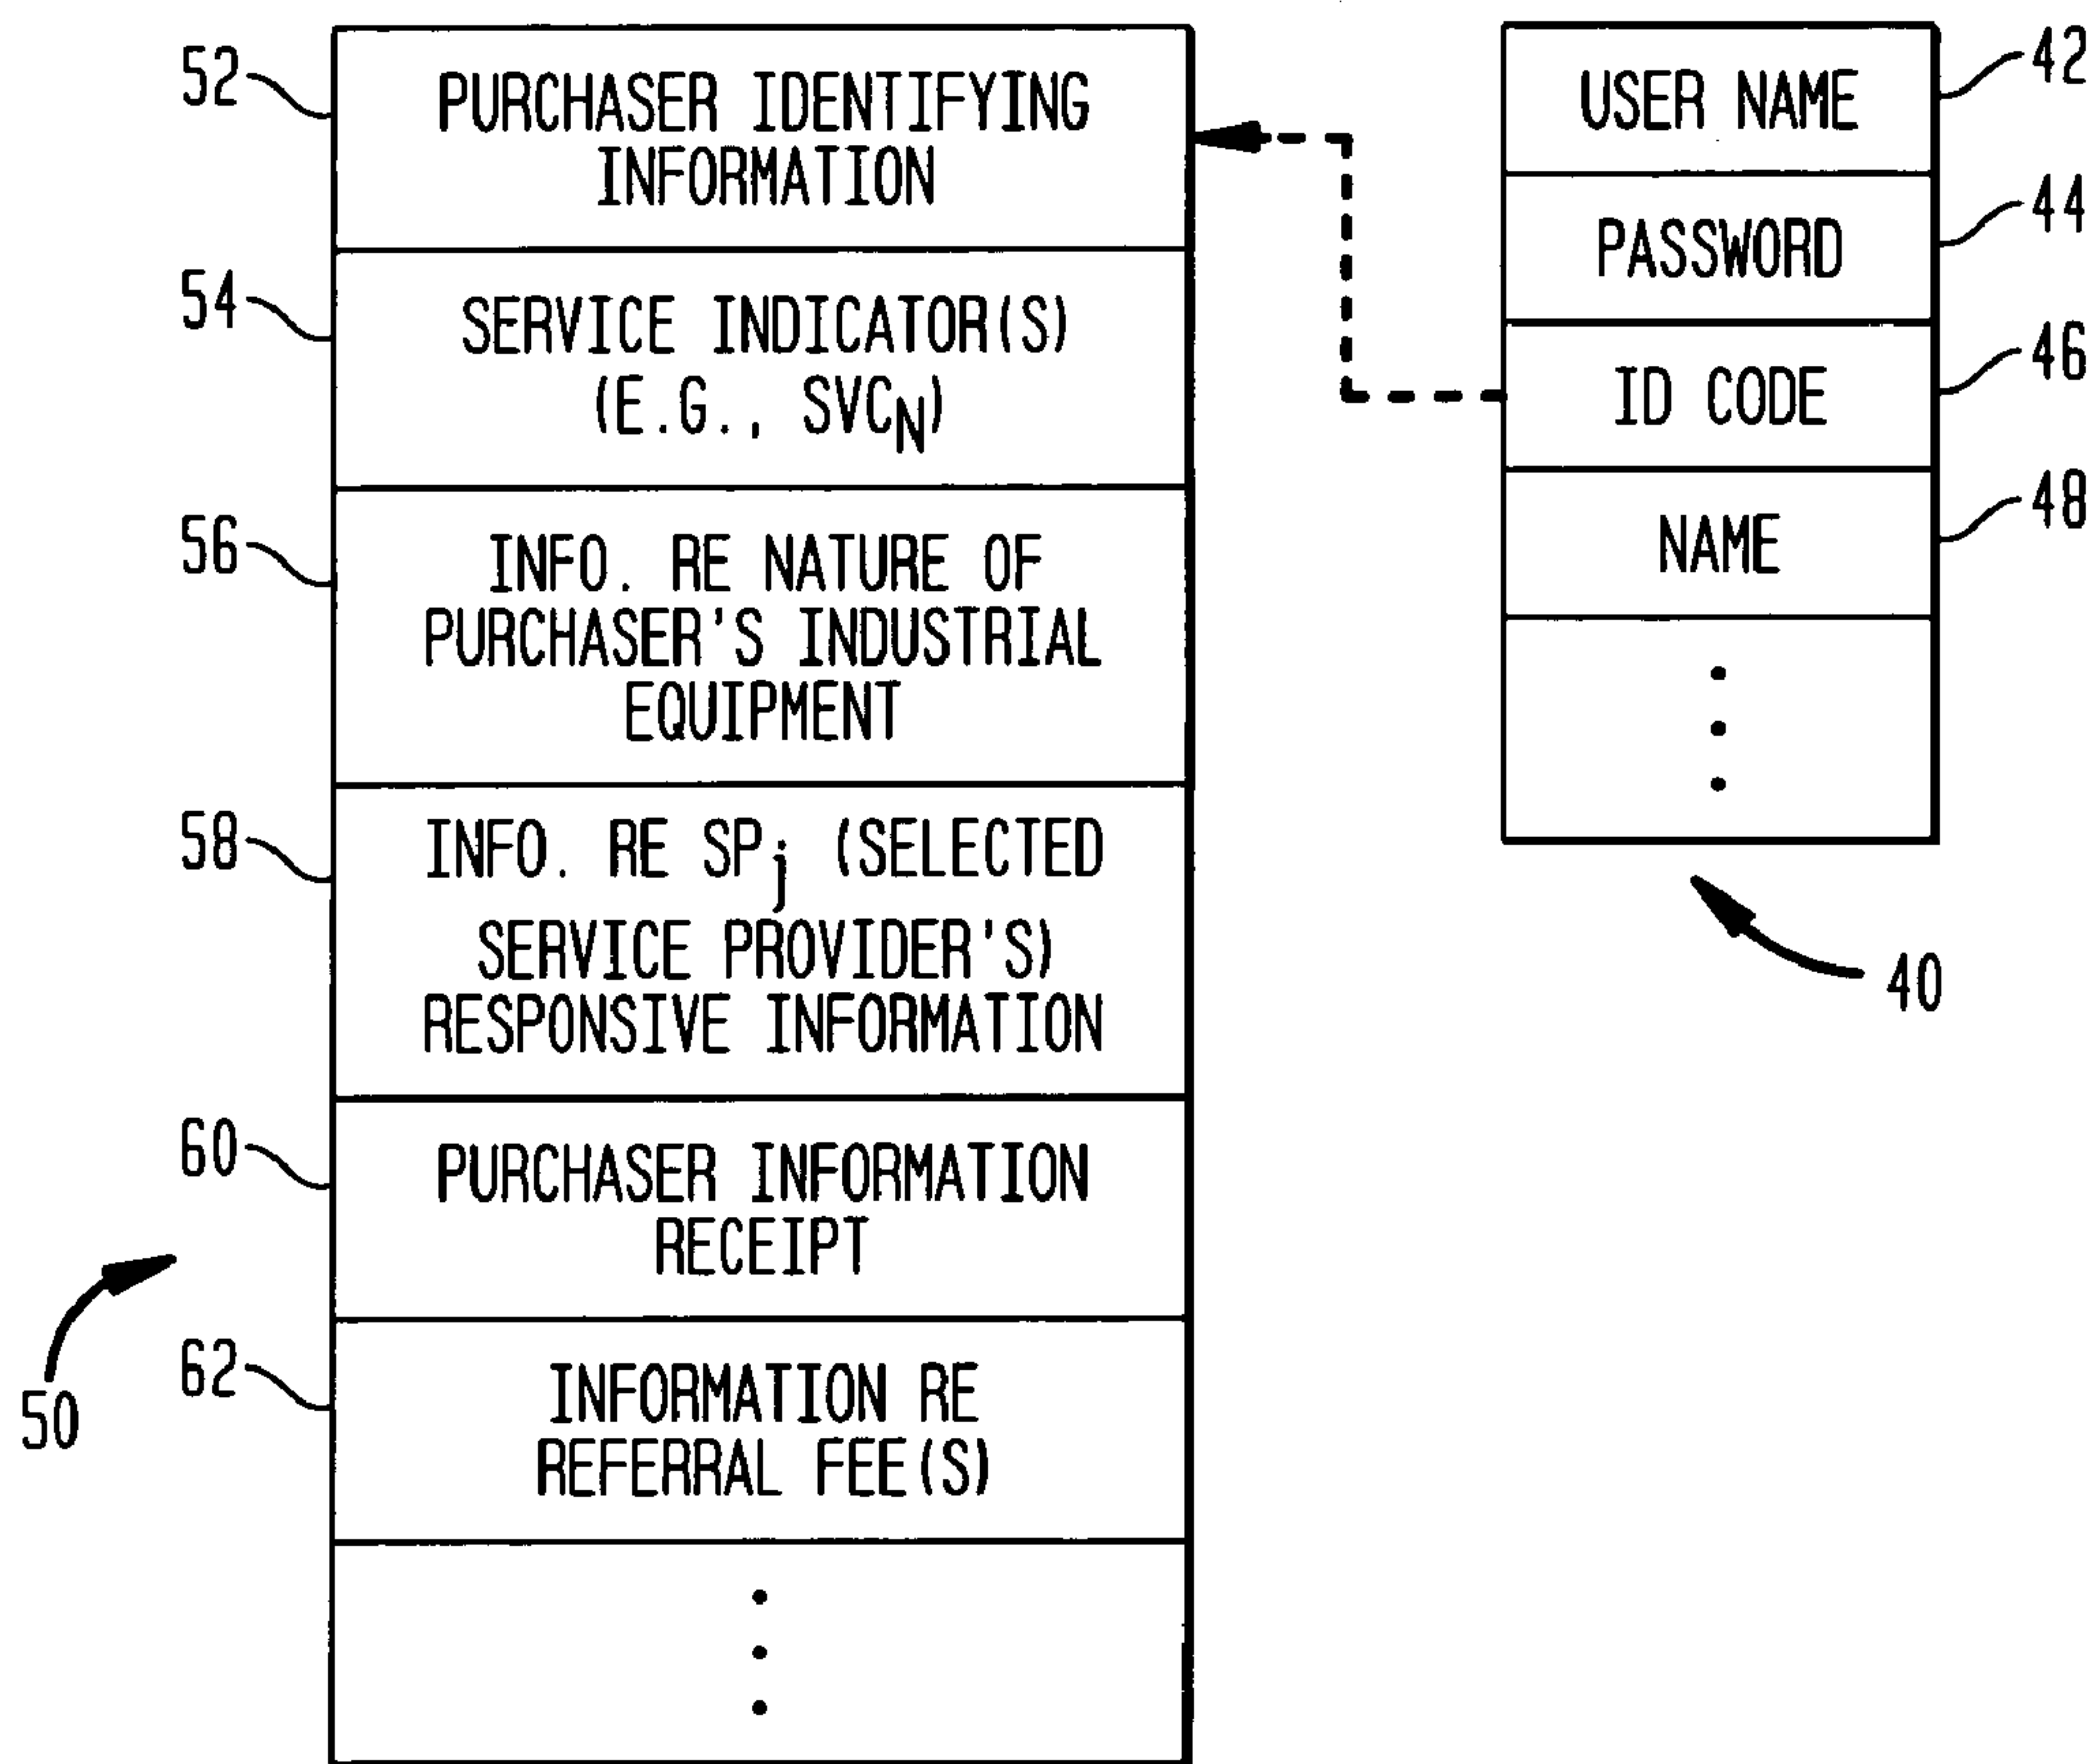 52
PURCHASER IDENTIFYING
INFORMATION
54
SERVICE INDICATOR(S)
(E.G., SVCN)
56
INFO. RE NATURE OF
PURCHASER'S INDUSTRIAL
EQUIPMENT
58
INFO. RE SPj (SELECTED
SERVICE PROVIDER'S)
RESPONSIVE INFORMATION
60
PURCHASER INFORMATION
RECEIPT
62
INFORMATION RE
REFERRAL FEE(S)
50
USER NAME
42
PASSWORD
44
ID CODE
46
NAME
48
40